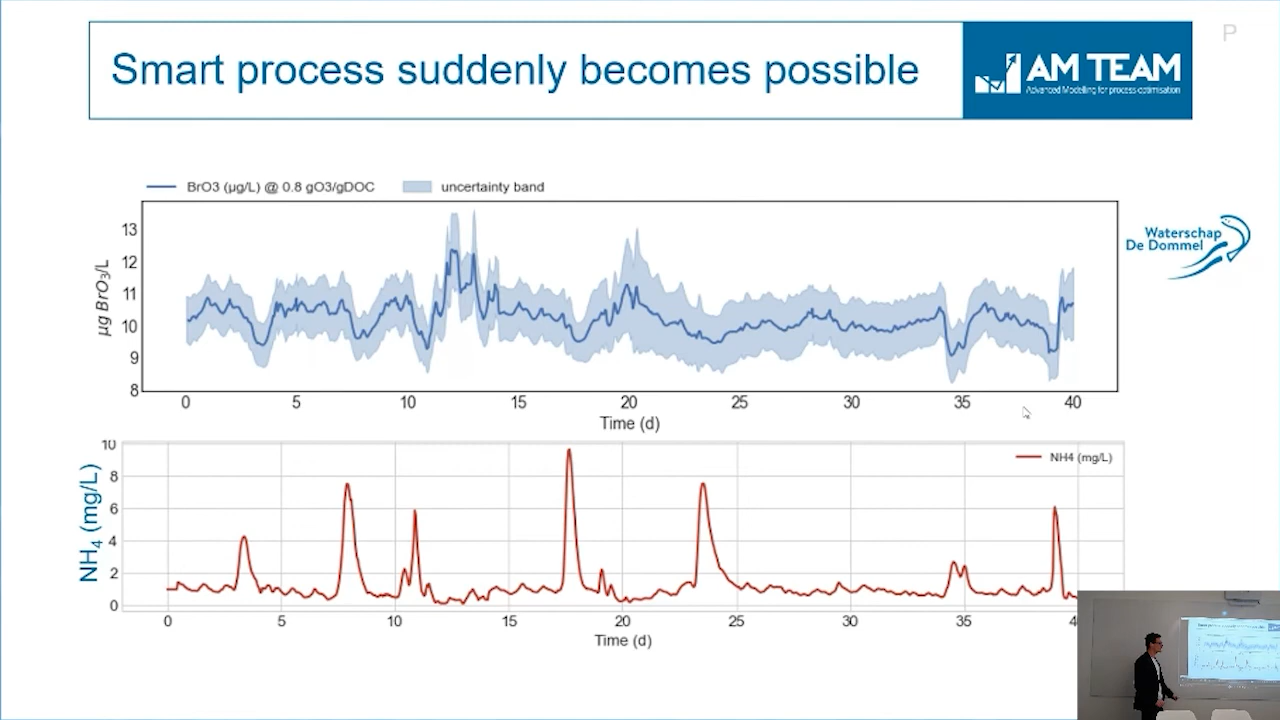 P
Smart process suddenly becomes possible
AM TEAM
Advanced Modelling for process optimisation
BrO3 (µg/L) @ 0.8 gO3/gDOC
uncertainty band
Waterschap
De Dommel
µg BrO₃/L
13
12
11
10
9
8
0 5 10 15 20 25 30 35 40
Time (d)
NH₄ (mg/L)
NH4 (mg/L)
10
8
6
4
2
0
0 5 10 15 20 25 30 35 4
Time (d)